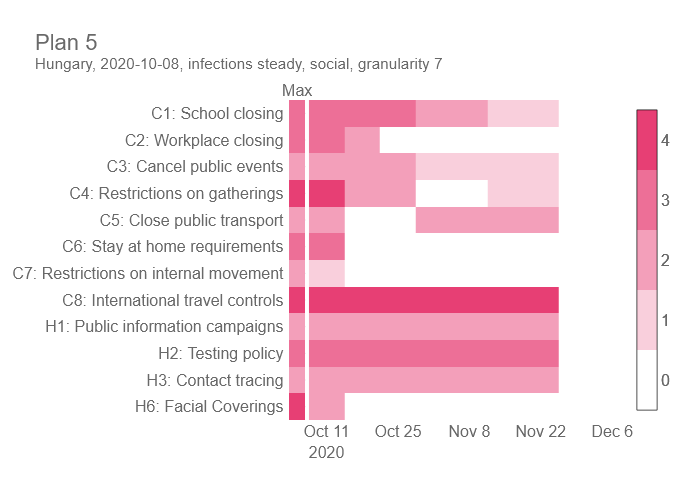 Plan 5
Hungary, 2020-10-08, infections steady, social, granularity 7
Max
C1: School closing
C2: Workplace closing
C3: Cancel public events
C4: Restrictions on gatherings
C5: Close public transport
C6: Stay at home requirements
C7: Restrictions on internal movement
C8: International travel controls
H1: Public information campaigns
H2: Testing policy
H3: Contact tracing
H6: Facial Coverings
Oct 11 Oct 25 Nov 8 Nov 22 Dec 6
2020
4
3
2
1
0